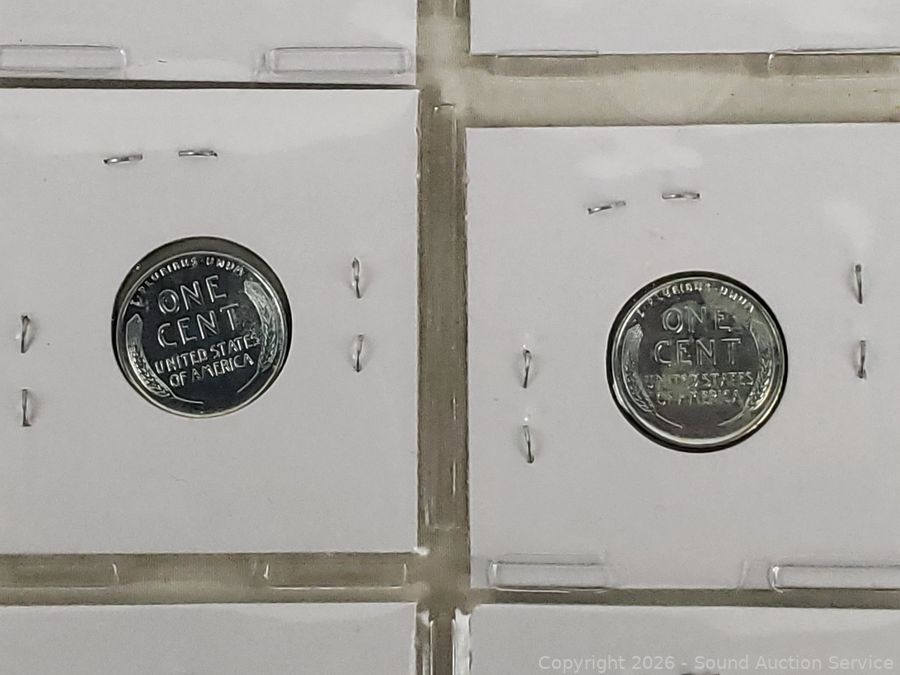 E·PLURIBUS·UNUM
ONE
CENT
UNITED STATES
OF AMERICA
E·PLURIBUS·UNUM
ONE
CENT
UNITED STATES
OF AMERICA
Copyright 2026 - Sound Auction Service